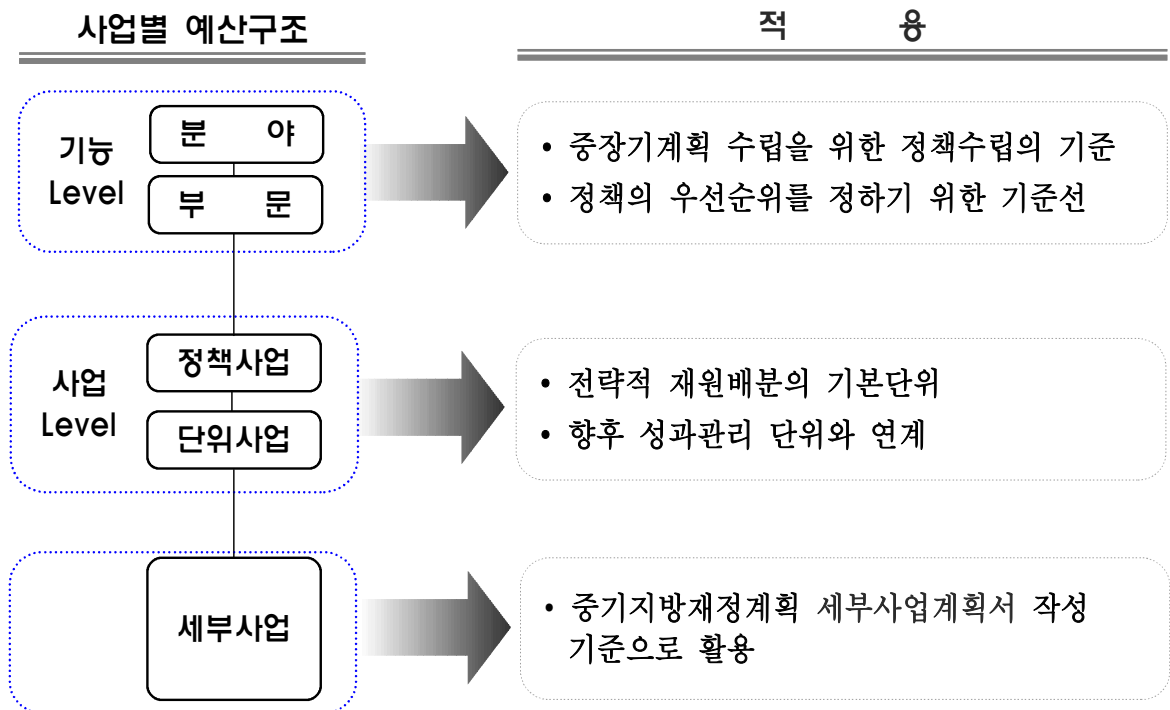 사업별 예산구조
적 용
기능
Level
분 야
부 문
• 중장기계획 수립을 위한 정책수립의 기준
• 정책의 우선순위를 정하기 위한 기준선
사업
Level
정책사업
단위사업
• 전략적 재원배분의 기본단위
• 향후 성과관리 단위와 연계
세부사업
• 중기지방재정계획 세부사업계획서 작성
기준으로 활용